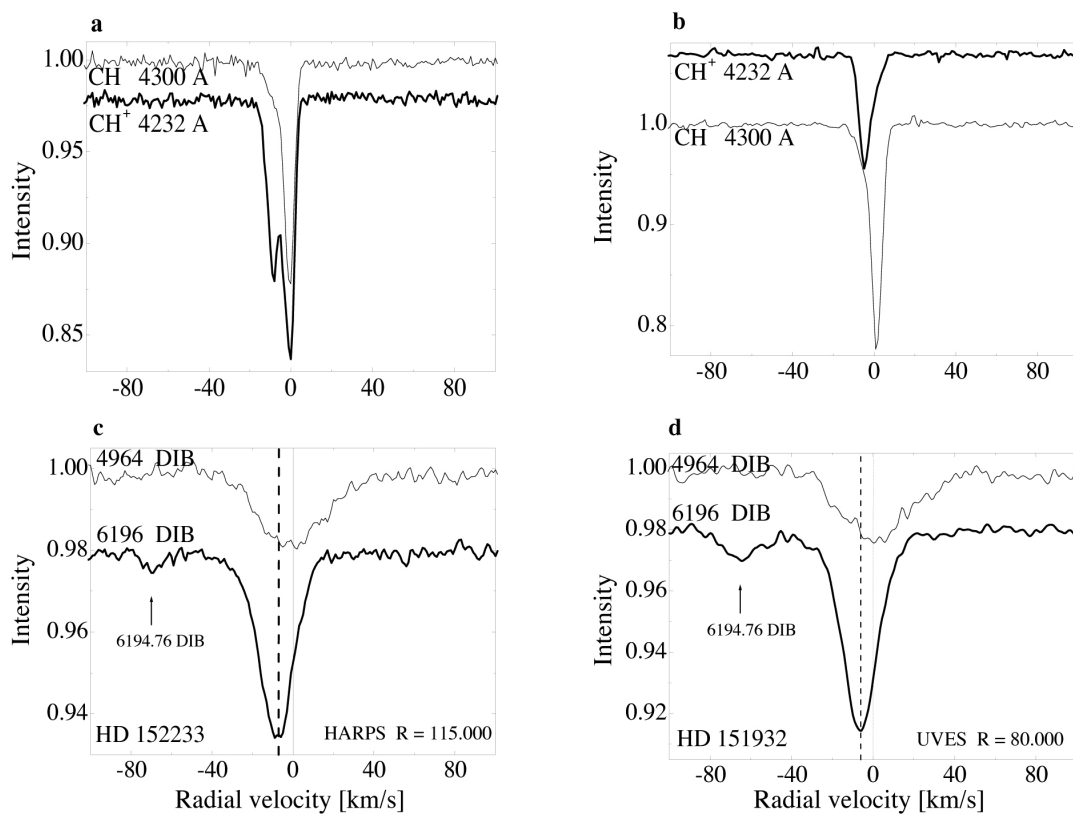 a
1.00
CH 4300 A
CH+ 4232 A
0.95
0.90
0.85
Intensity
-80 -40 0 40 80
b
CH+ 4232 A
1.0
CH 4300 A
0.9
0.8
Intensity
-80 -40 0 40 80
c
1.00
4964 DIB
6196 DIB
0.98
0.96
0.94
6194.76 DIB
HD 152233
HARPS R = 115.000
Intensity
-80 -40 0 40 80
Radial velocity [km/s]
d
1.00
4964 DIB
6196 DIB
0.98
0.96
0.94
0.92
6194.76 DIB
HD 151932
UVES R = 80.000
Intensity
-80 -40 0 40 80
Radial velocity [km/s]